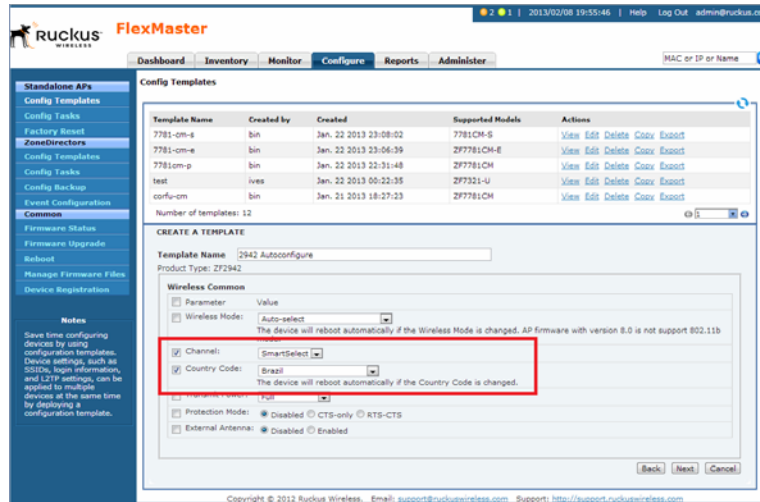 2 1 | 2013/02/08 19:55:46 | Help Log Out admin@ruckus.c
Ruckus WIRELESS
FlexMaster
Dashboard Inventory Monitor Configure Reports Administer
MAC or IP or Name
Standalone APs
Config Templates
Config Tasks
Factory Reset
ZoneDirectors
Config Templates
Config Tasks
Config Backup
Event Configuration
Common
Firmware Status
Firmware Upgrade
Reboot
Manage Firmware Files
Device Registration
Notes
Save time configuring
devices by using
configuration templates.
Device settings, such as
SSIDs, login information,
and L2TP settings, can be
applied to multiple
devices at the same time
by deploying a
configuration template.
Config Templates
Template Name Created by Created Supported Models Actions
7781-cm-s bin Jan. 22 2013 23:08:02 7781CM-S View Edit Delete Copy Export
7781-cm-e bin Jan. 22 2013 23:06:39 ZF7781CM-E View Edit Delete Copy Export
7781cm-p bin Jan. 22 2013 22:31:48 ZF7781CM View Edit Delete Copy Export
test ives Jan. 22 2013 00:22:35 ZF7321-U View Edit Delete Copy Export
corfu-cm bin Jan. 21 2013 18:27:23 ZF7781CM View Edit Delete Copy Export
Number of templates: 12 1
CREATE A TEMPLATE
Template Name 2942 Autoconfigure
Product Type: ZF2942
Wireless Common
Parameter Value
Wireless Mode: Auto-select
The device will reboot automatically if the Wireless Mode is changed. AP firmware with version 8.0 is not support 802.11b
mode.
Channel: SmartSelect
Country Code: Brazil
The device will reboot automatically if the Country Code is changed.
Transmit Power: Full
Protection Mode: Disabled CTS-only RTS-CTS
External Antenna: Disabled Enabled
Back Next Cancel
Copyright © 2012 Ruckus Wireless. Email: support@ruckuswireless.com Support: http://support.ruckuswireless.com